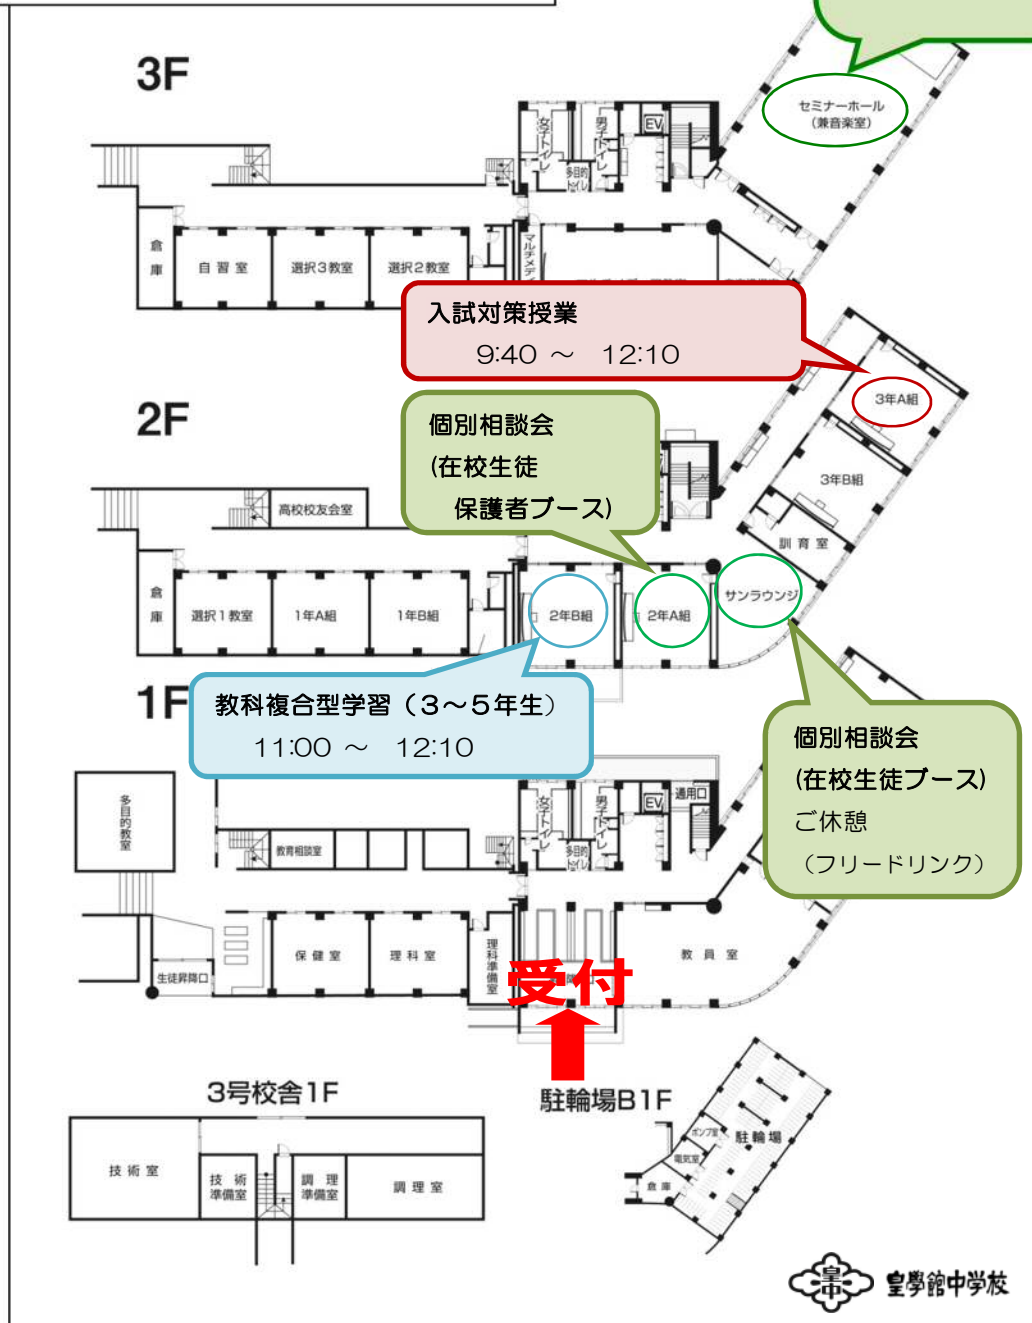 3F
セミナーホール
(兼音楽室)
女子トイレ
男子トイレ
EV
多目的
トイレ
倉庫
自習室
選択3教室
選択2教室
マルチメディ
入試対策授業
9:40 ～ 12:10
3年A組
2F
個別相談会
(在校生徒
保護者ブース)
3年B組
高校校友会室
訓育室
倉庫
選択1教室
1年A組
1年B組
2年B組
2年A組
サンラウンジ
1F
教科複合型学習（3～5年生）
11:00 ～ 12:10
個別相談会
(在校生徒ブース)
ご休憩
（フリードリンク）
多目的教室
女子トイレ
男子トイレ
EV
通用口
多目的
トイレ
教育相談室
保健室
理科室
理科準備室
教員室
生徒昇降口
受付
3号校舎1F
駐輪場B1F
技術室
技術
準備室
調理
準備室
調理室
ポンプ室
駐輪場
電気室
倉庫
皇中
皇學館中学校